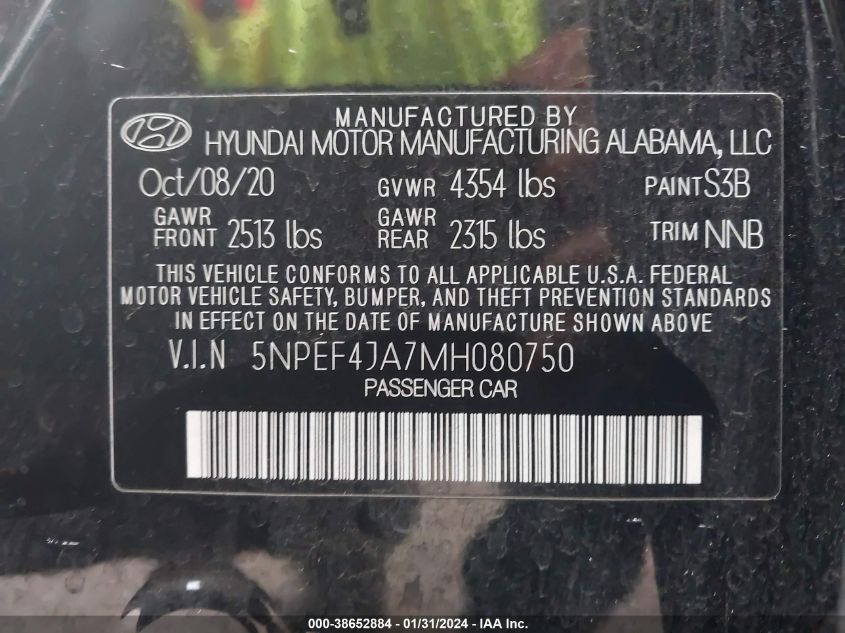 MANUFACTURED BY
HYUNDAI MOTOR MANUFACTURING ALABAMA, LLC
Oct/08/20 GVWR 4354 lbs PAINT S3B
GAWR FRONT 2513 lbs GAWR REAR 2315 lbs TRIM NNB
THIS VEHICLE CONFORMS TO ALL APPLICABLE U.S.A. FEDERAL
MOTOR VEHICLE SAFETY, BUMPER, AND THEFT PREVENTION STANDARDS
IN EFFECT ON THE DATE OF MANUFACTURE SHOWN ABOVE
V.I.N 5NPEF4JA7MH080750
PASSENGER CAR
000-38652884 - 01/31/2024 - IAA Inc.